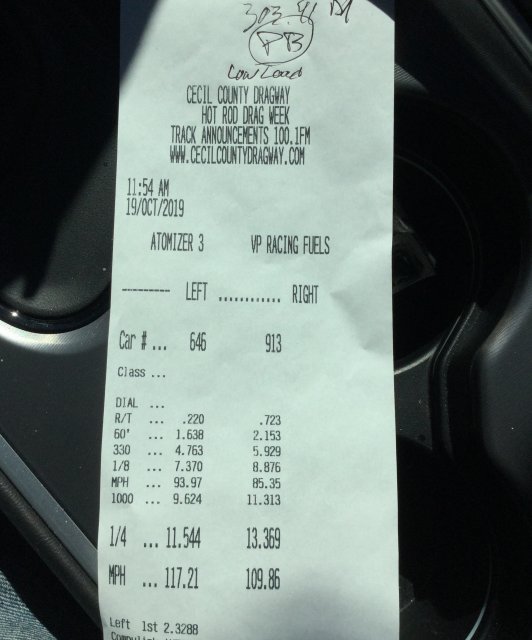 303.41
PB
CECIL COUNTY DRAGWAY
HOT ROD DRAG WEEK
TRACK ANNOUNCEMENTS 100.1FM
WWW.CECILCOUNTYDRAGWAY.COM
11:54 AM
19/OCT/2019
ATOMIZER 3 VP RACING FUELS
--------- LEFT ............ RIGHT
Car # ... 646 913
Class ...
DIAL ...
R/T ... .220 .723
60' ... 1.638 2.153
330 ... 4.763 5.929
1/8 ... 7.370 8.876
MPH ... 93.97 85.35
1000 ... 9.624 11.313
1/4 ... 11.544 13.369
MPH ... 117.21 109.86
Left 1st 2.3288